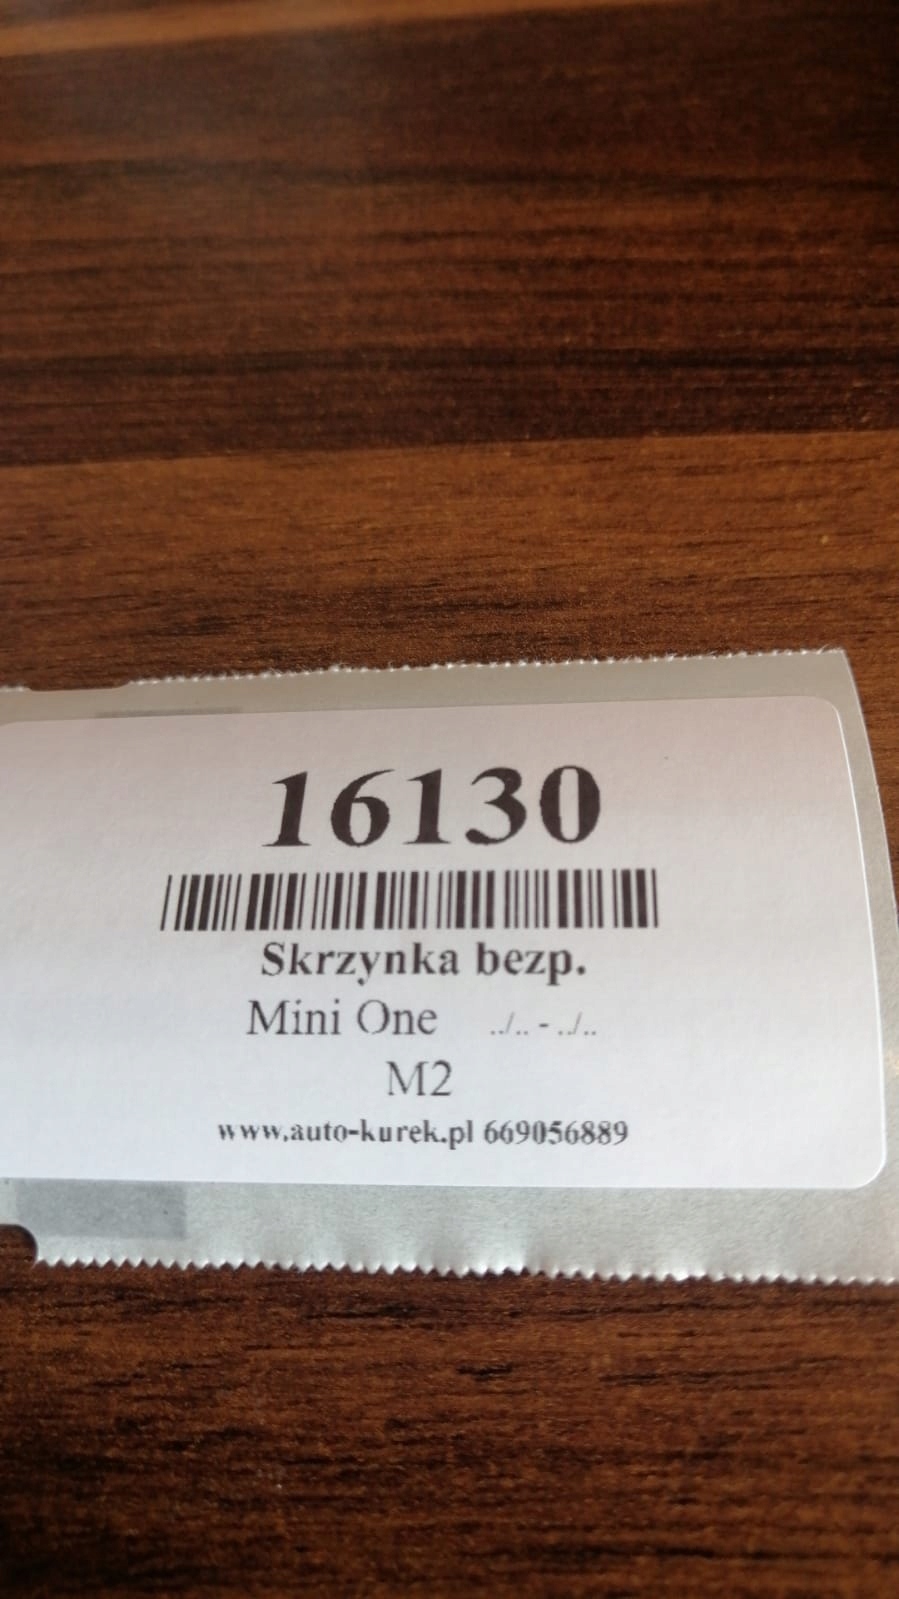 16130
Skrzynka bezp.
Mini One ../.. - ../..
M2
www.auto-kurek.pl 669056889